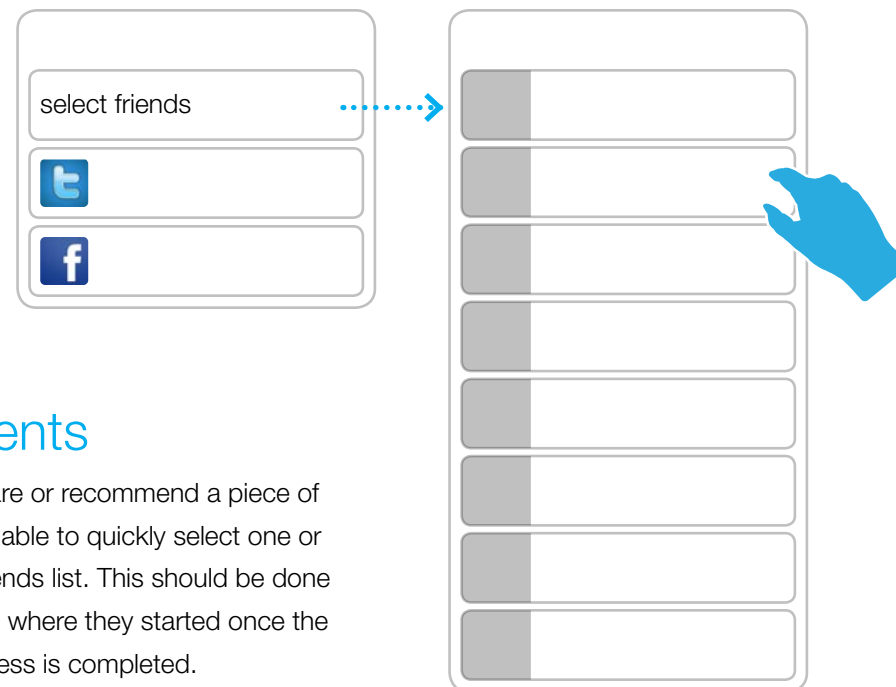 select friends
ents
are or recommend a piece of
able to quickly select one or
ends list. This should be done
where they started once the
ess is completed.